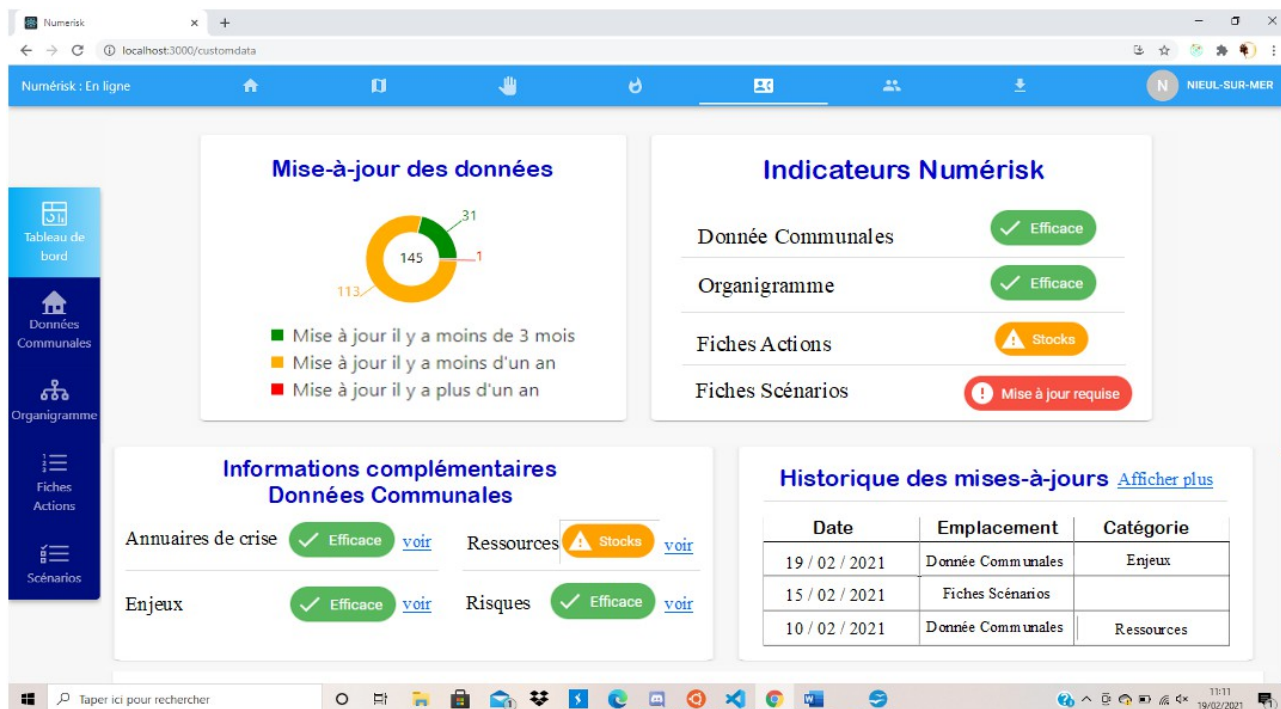 Numerisk
localhost:3000/customdata
Numérisk : En ligne
N NIEUL-SUR-MER
Tableau de
bord
Données
Communales
Organigramme
Fiches
Actions
Scénarios
Mise-à-jour des données
31
145
1
113
Mise à jour il y a moins de 3 mois
Mise à jour il y a moins d'un an
Mise à jour il y a plus d'un an
Indicateurs Numérisk
Donnée Communales Efficace
Organigramme Efficace
Fiches Actions Stocks
Fiches Scénarios Mise à jour requise
Informations complémentaires
Données Communales
Annuaires de crise Efficace voir Ressources Stocks voir
Enjeux Efficace voir Risques Efficace voir
Historique des mises-à-jours Afficher plus
Date Emplacement Catégorie
19 / 02 / 2021 Donnée Communales Enjeux
15 / 02 / 2021 Fiches Scénarios
10 / 02 / 2021 Donnée Communales Ressources
Taper ici pour rechercher
11:11
19/02/2021